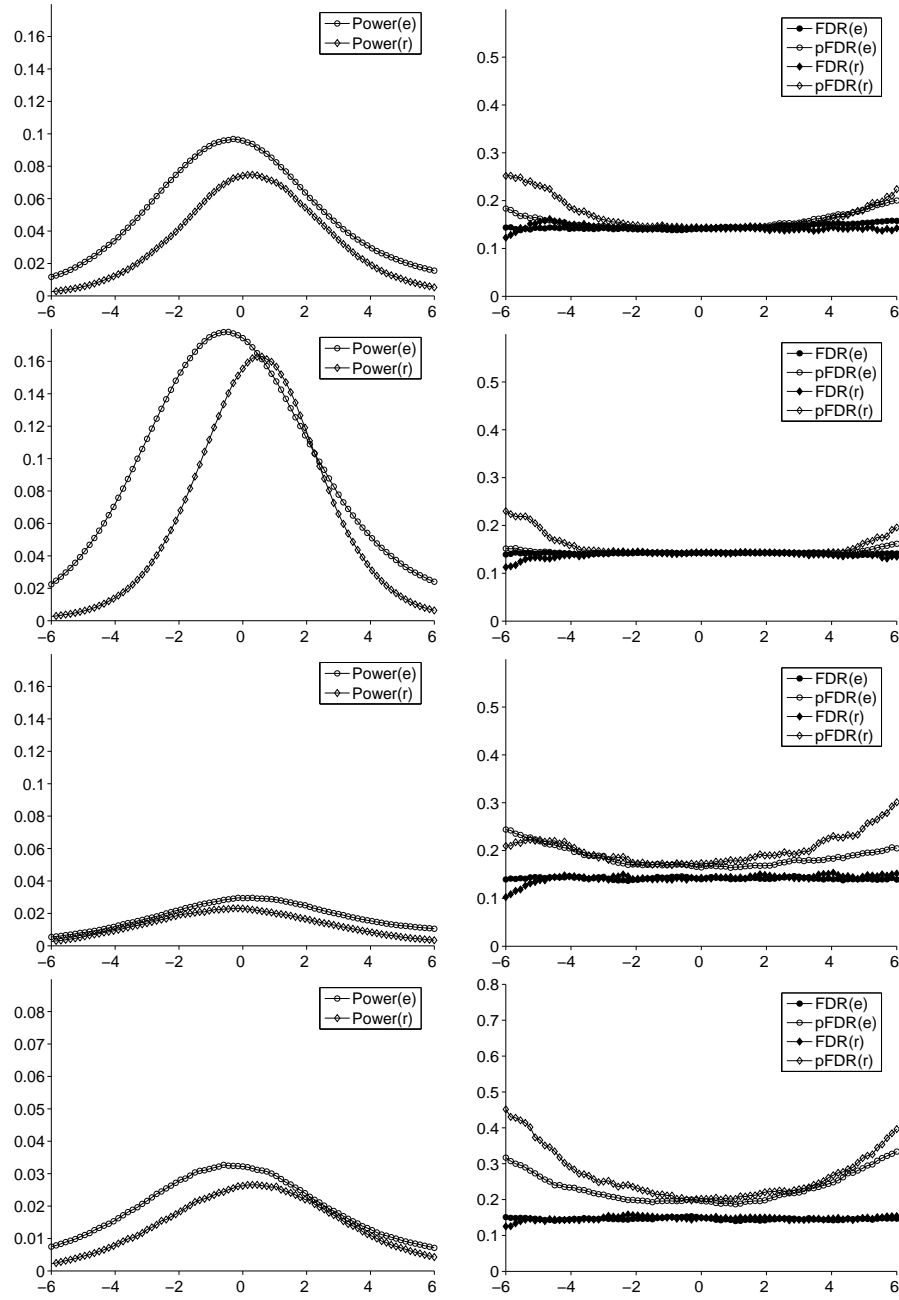 0.16
0.14
0.12
0.1
0.08
0.06
0.04
0.02
0
−6 −4 −2 0 2 4 6
Power(e)
Power(r)
0.5
0.4
0.3
0.2
0.1
0
−6 −4 −2 0 2 4 6
FDR(e)
pFDR(e)
FDR(r)
pFDR(r)
0.16
0.14
0.12
0.1
0.08
0.06
0.04
0.02
0
−6 −4 −2 0 2 4 6
Power(e)
Power(r)
0.5
0.4
0.3
0.2
0.1
0
−6 −4 −2 0 2 4 6
FDR(e)
pFDR(e)
FDR(r)
pFDR(r)
0.16
0.14
0.12
0.1
0.08
0.06
0.04
0.02
0
−6 −4 −2 0 2 4 6
Power(e)
Power(r)
0.5
0.4
0.3
0.2
0.1
0
−6 −4 −2 0 2 4 6
FDR(e)
pFDR(e)
FDR(r)
pFDR(r)
0.08
0.07
0.06
0.05
0.04
0.03
0.02
0.01
0
−6 −4 −2 0 2 4 6
Power(e)
Power(r)
0.8
0.7
0.6
0.5
0.4
0.3
0.2
0.1
0
−6 −4 −2 0 2 4 6
FDR(e)
pFDR(e)
FDR(r)
pFDR(r)